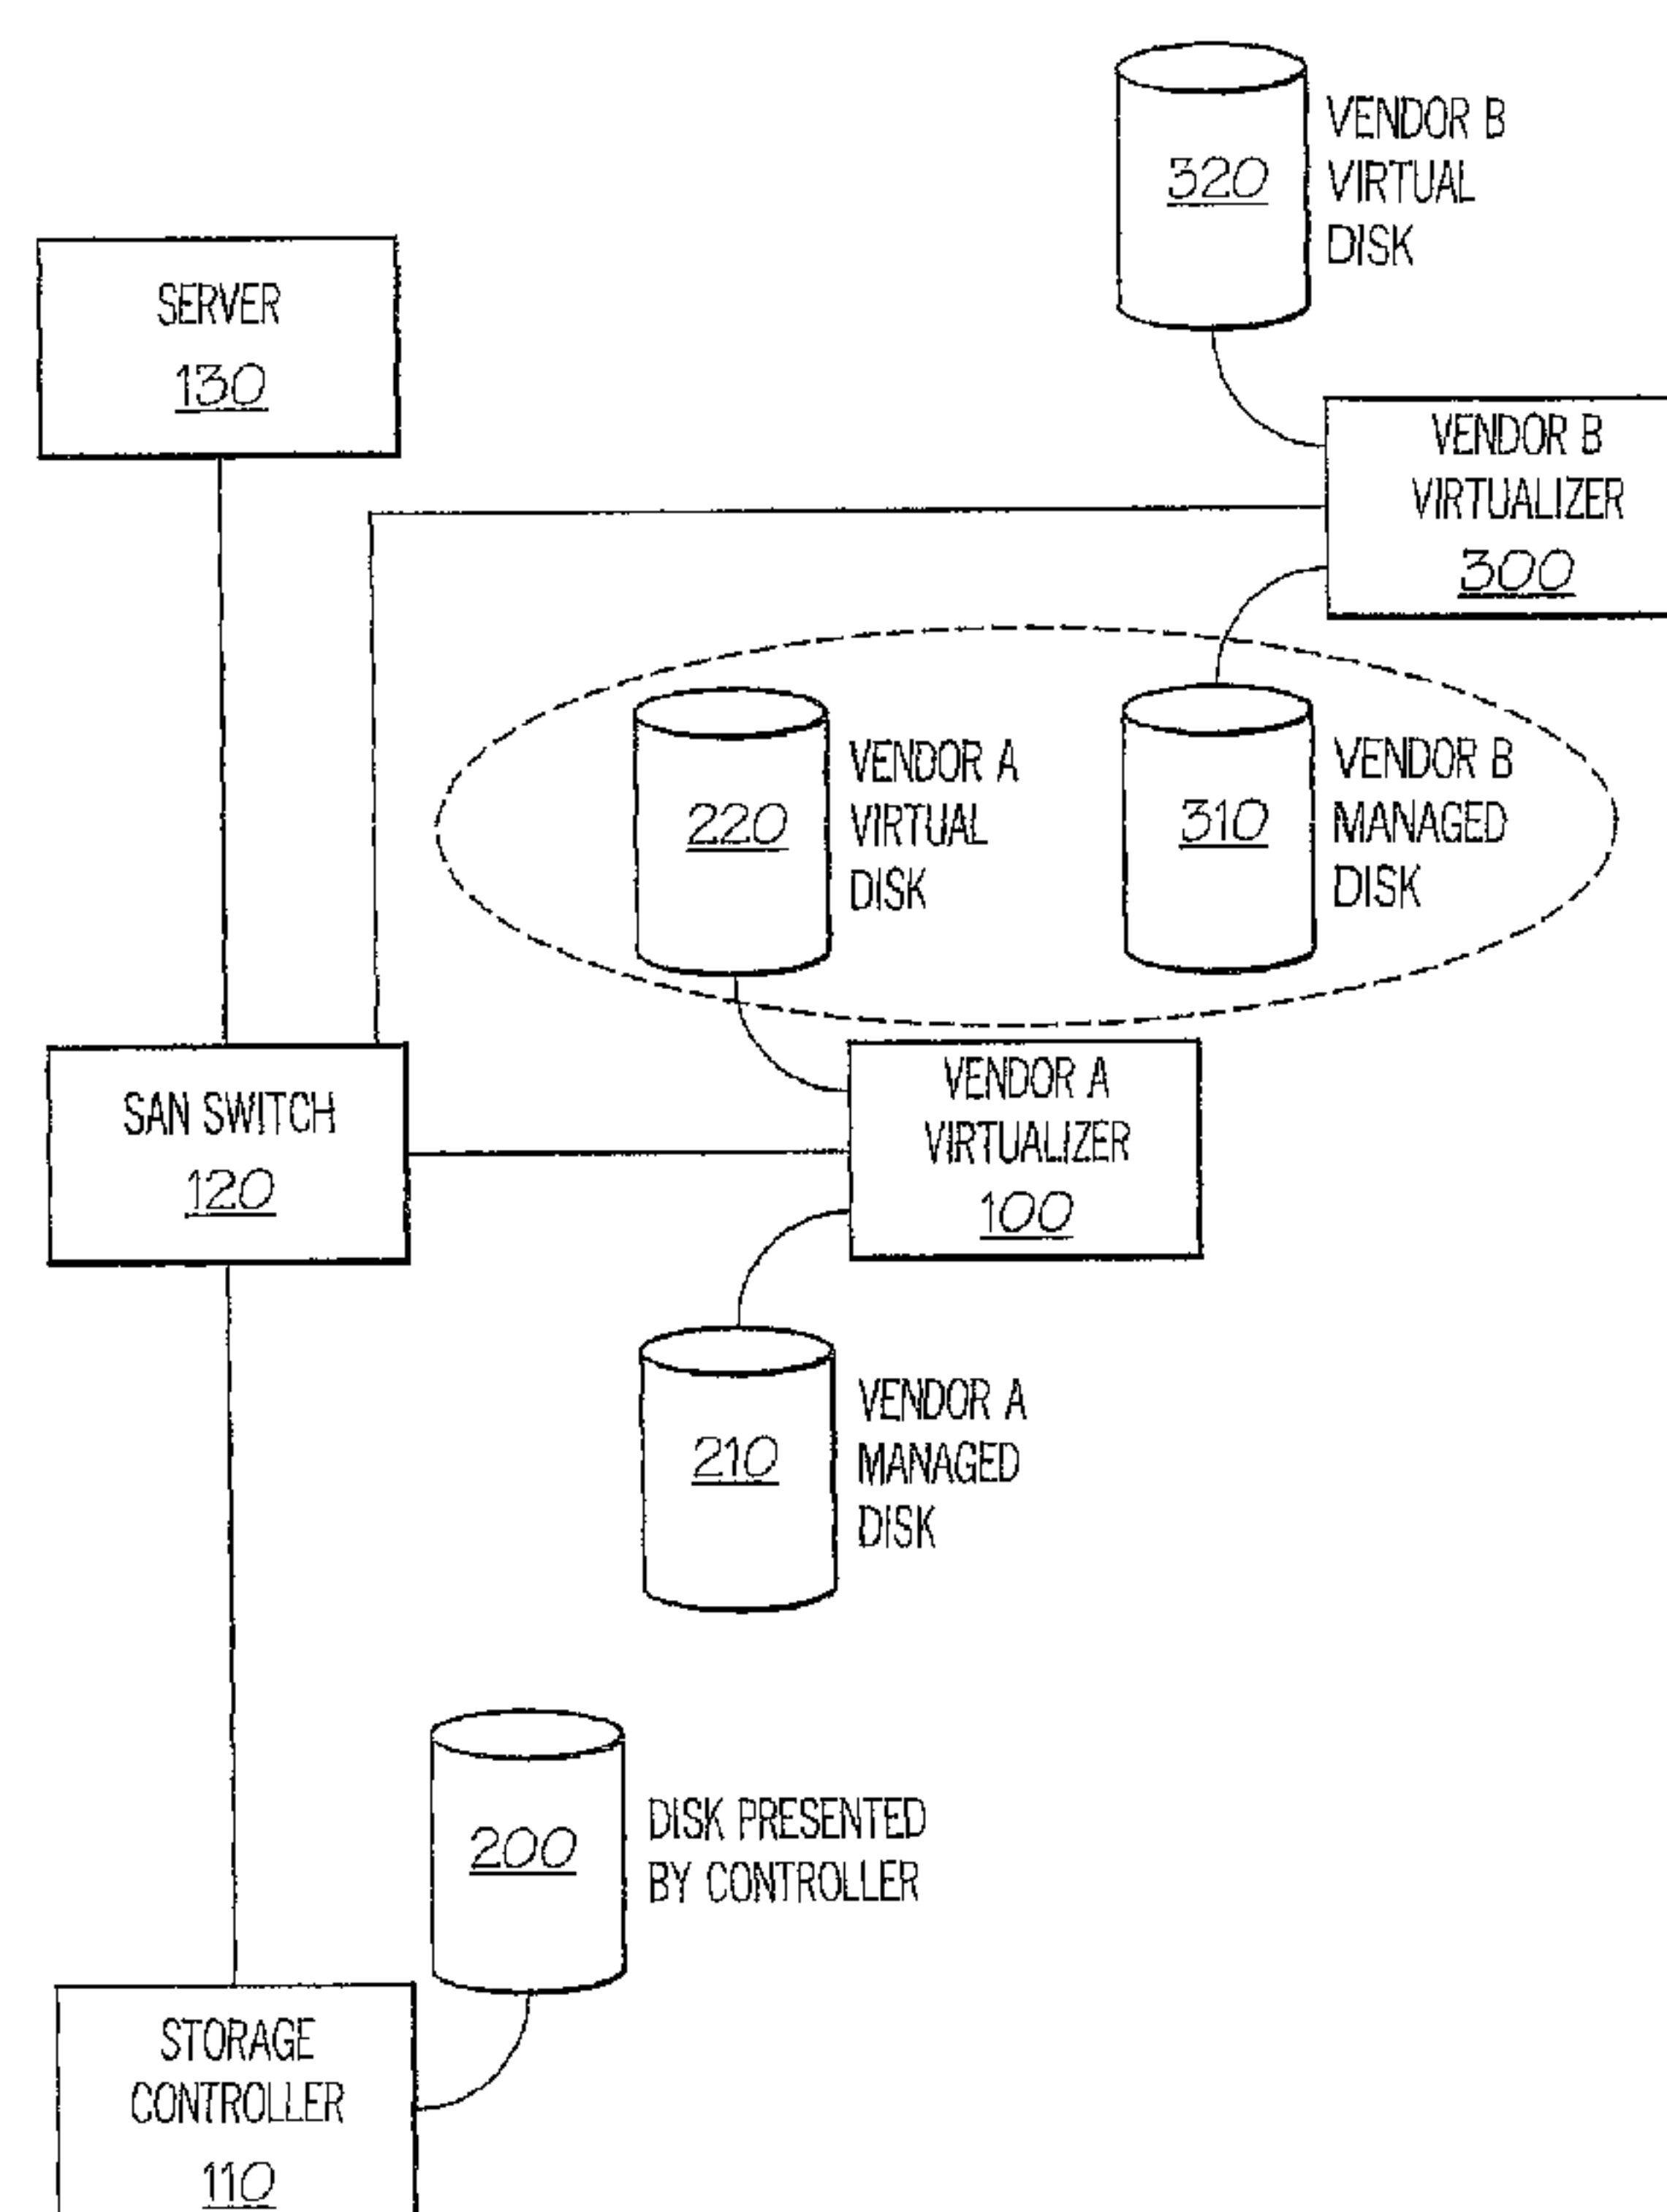 320
VENDOR B
VIRTUAL
DISK
SERVER
130
VENDOR B
VIRTUALIZER
300
220
VENDOR A
VIRTUAL
DISK
310
VENDOR B
MANAGED
DISK
SAN SWITCH
120
VENDOR A
VIRTUALIZER
100
210
VENDOR A
MANAGED
DISK
200
DISK PRESENTED
BY CONTROLLER
STORAGE
CONTROLLER
110